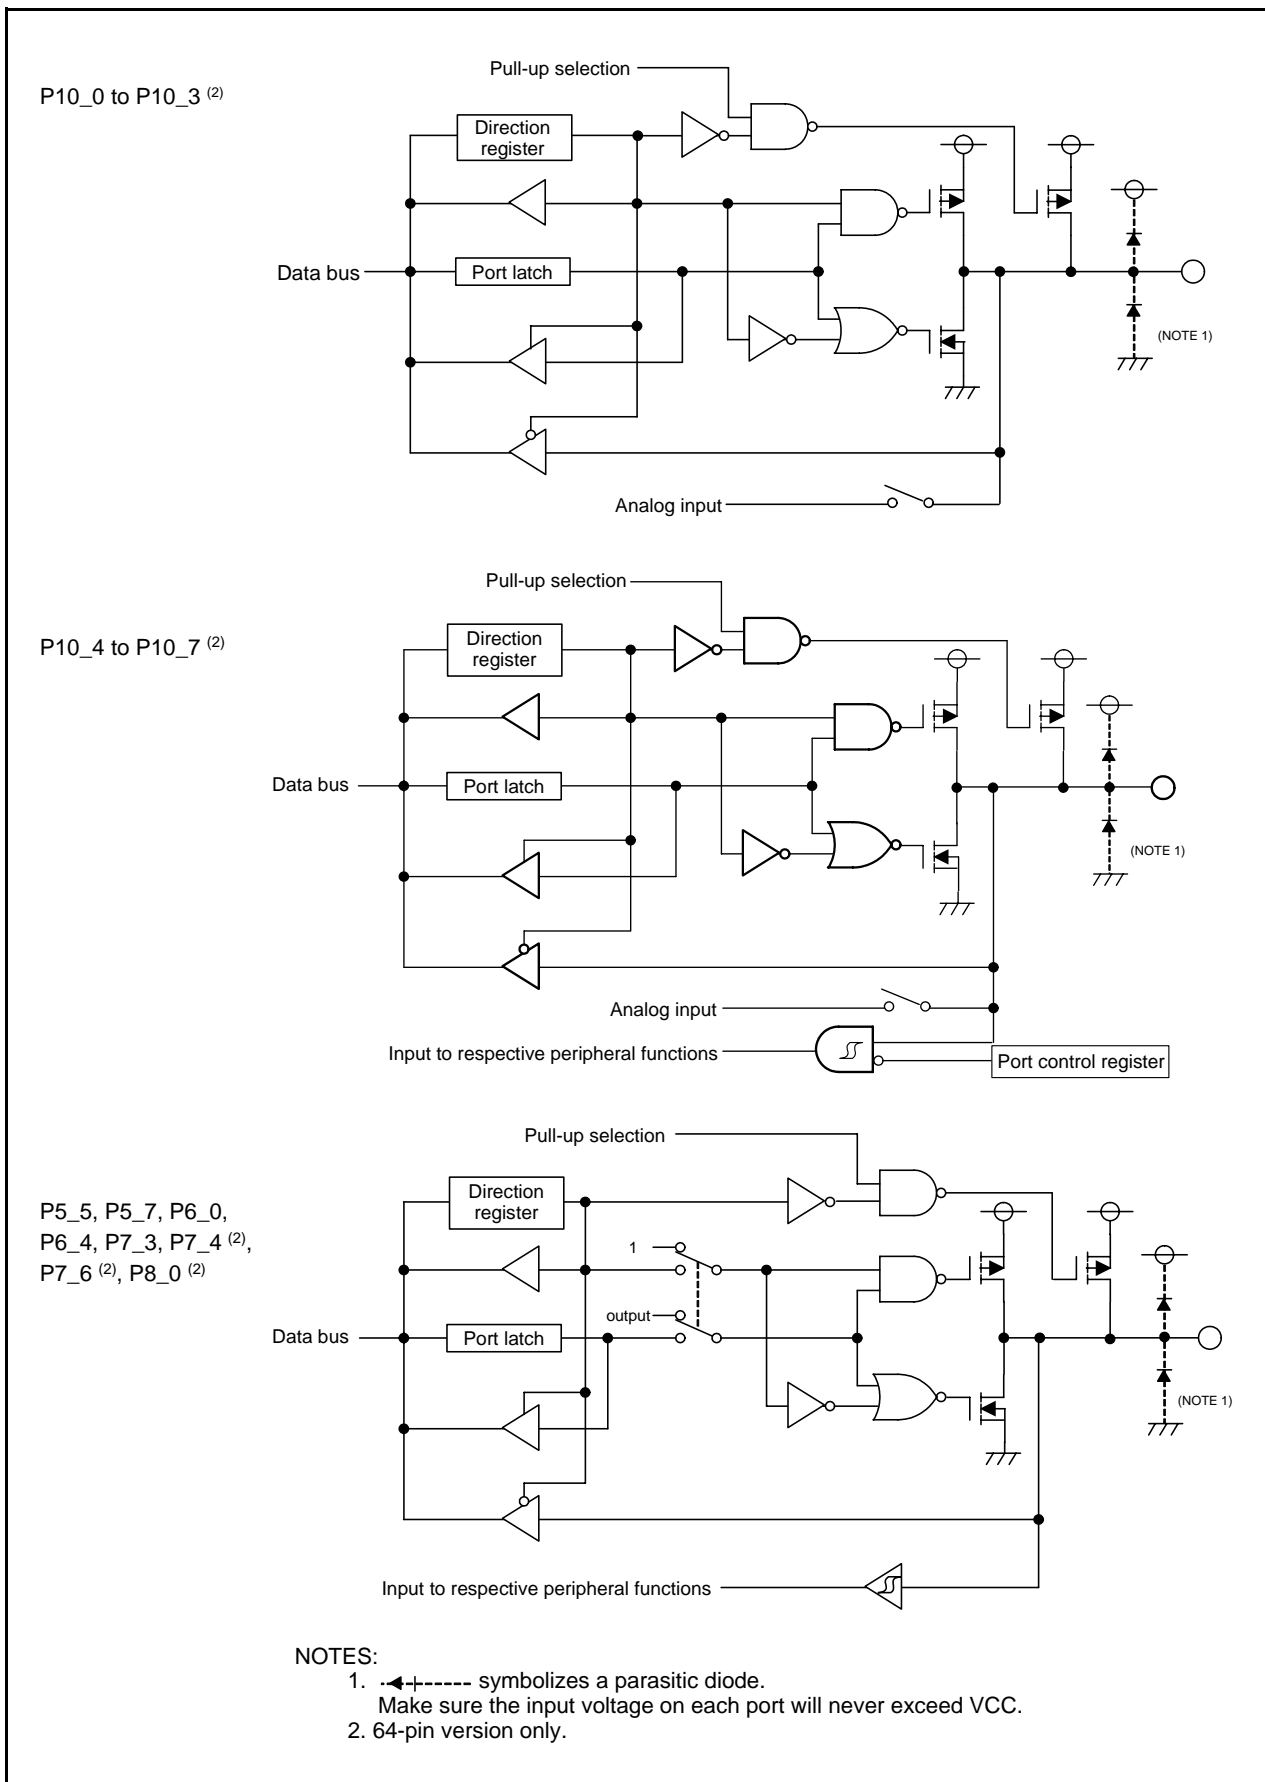 Pull-up selection
P10_0 to P10_3 (2)
Direction
register
Data bus
Port latch
(NOTE 1)
Analog input
Pull-up selection
P10_4 to P10_7 (2)
Direction
register
Data bus
Port latch
(NOTE 1)
Analog input
Input to respective peripheral functions
Port control register
Pull-up selection
P5_5, P5_7, P6_0,
P6_4, P7_3, P7_4 (2),
P7_6 (2), P8_0 (2)
Direction
register
1
output
Data bus
Port latch
(NOTE 1)
Input to respective peripheral functions
NOTES:
1. symbolizes a parasitic diode.
Make sure the input voltage on each port will never exceed VCC.
2. 64-pin version only.